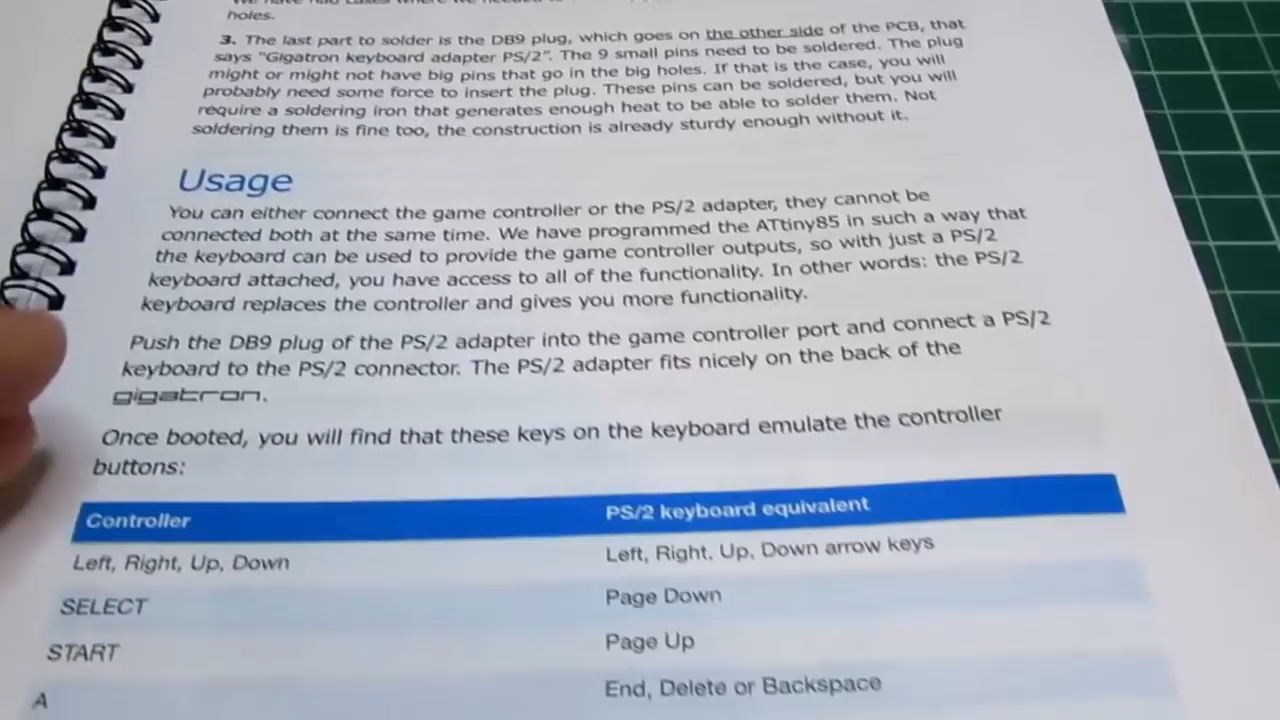 holes.
3. The last part to solder is the DB9 plug, which goes on the other side of the PCB, that
says "Gigatron keyboard adapter PS/2". The 9 small pins need to be soldered. The plug
might or might not have big pins that go in the big holes. If that is the case, you will
probably need some force to insert the plug. These pins can be soldered, but you will
require a soldering iron that generates enough heat to be able to solder them. Not
soldering them is fine too, the construction is already sturdy enough without it.
Usage
You can either connect the game controller or the PS/2 adapter, they cannot be
connected both at the same time. We have programmed the ATtiny85 in such a way that
the keyboard can be used to provide the game controller outputs, so with just a PS/2
keyboard attached, you have access to all of the functionality. In other words: the PS/2
keyboard replaces the controller and gives you more functionality.
Push the DB9 plug of the PS/2 adapter into the game controller port and connect a PS/2
keyboard to the PS/2 connector. The PS/2 adapter fits nicely on the back of the
gigatron.
Once booted, you will find that these keys on the keyboard emulate the controller
buttons:
Controller PS/2 keyboard equivalent
Left, Right, Up, Down Left, Right, Up, Down arrow keys
SELECT Page Down
START Page Up
A End, Delete or Backspace